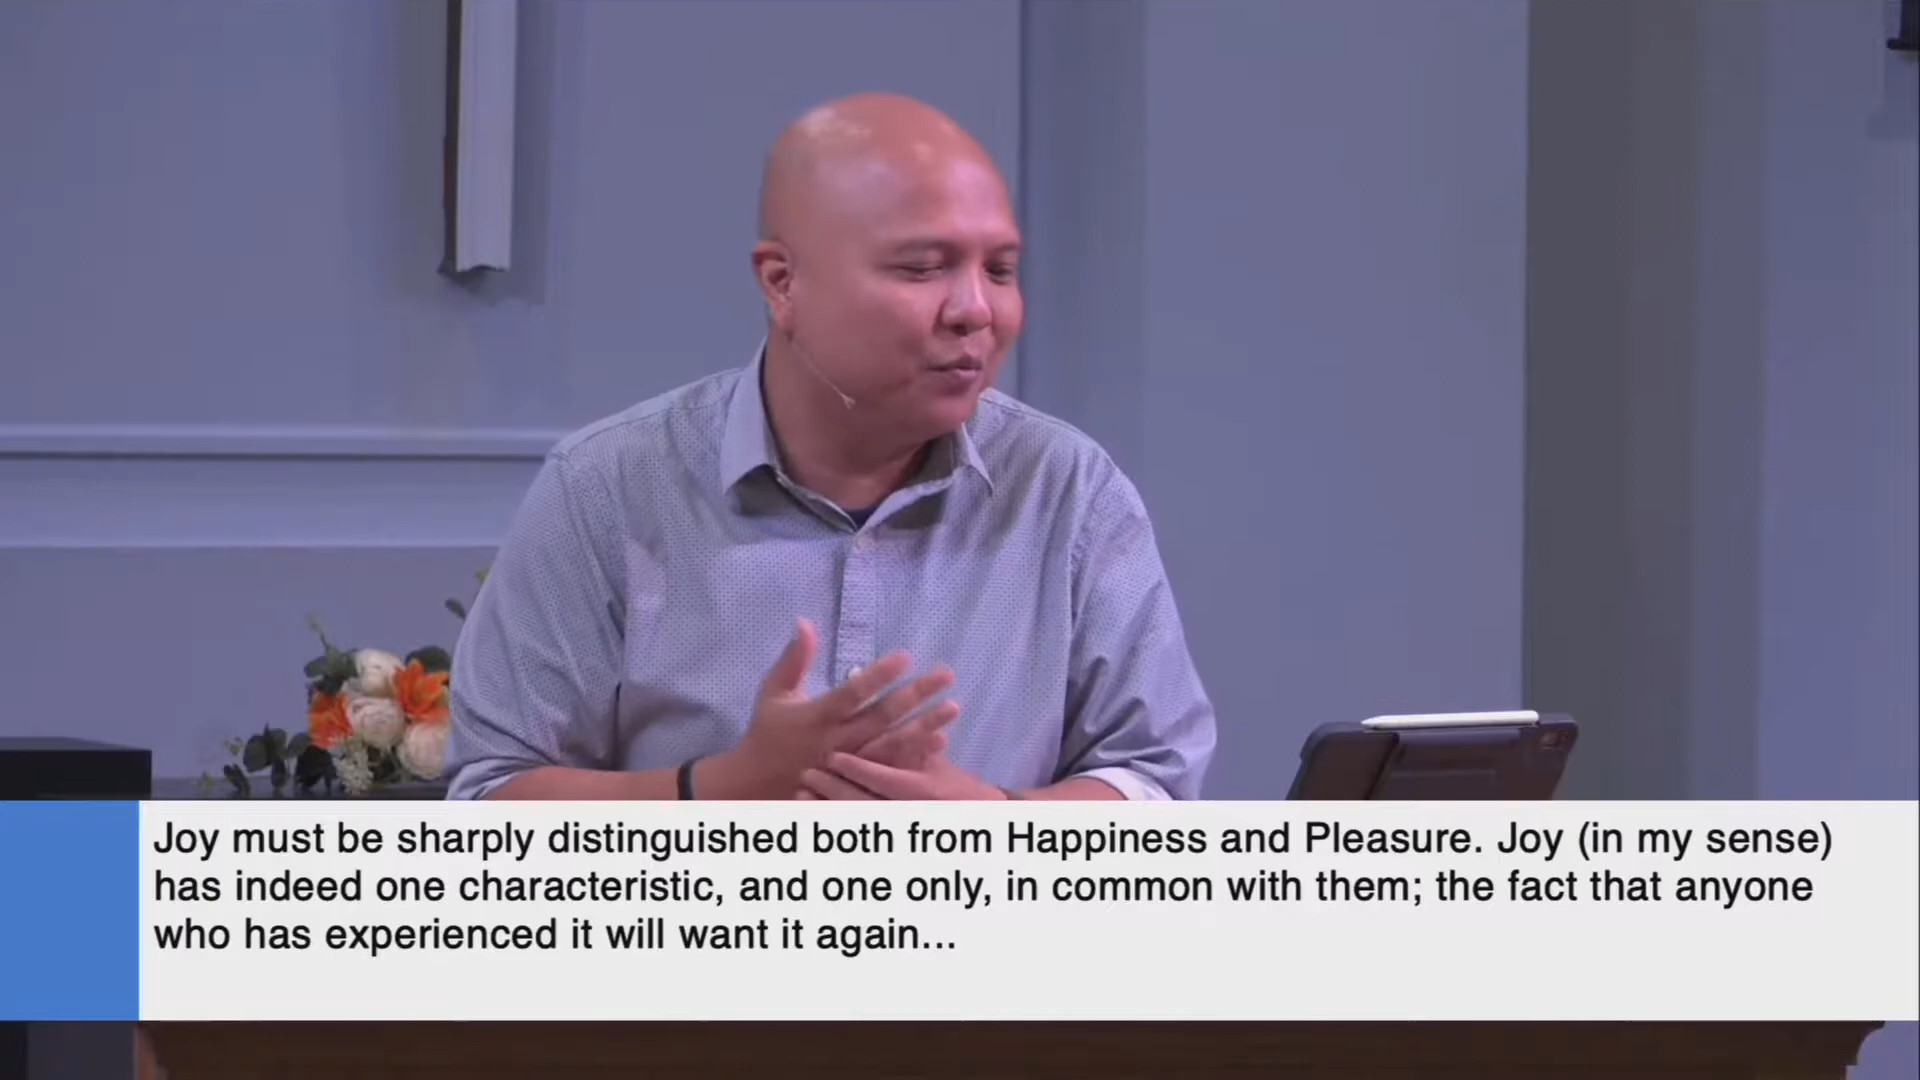 Joy must be sharply distinguished both from Happiness and Pleasure. Joy (in my sense)
has indeed one characteristic, and one only, in common with them; the fact that anyone
who has experienced it will want it again...